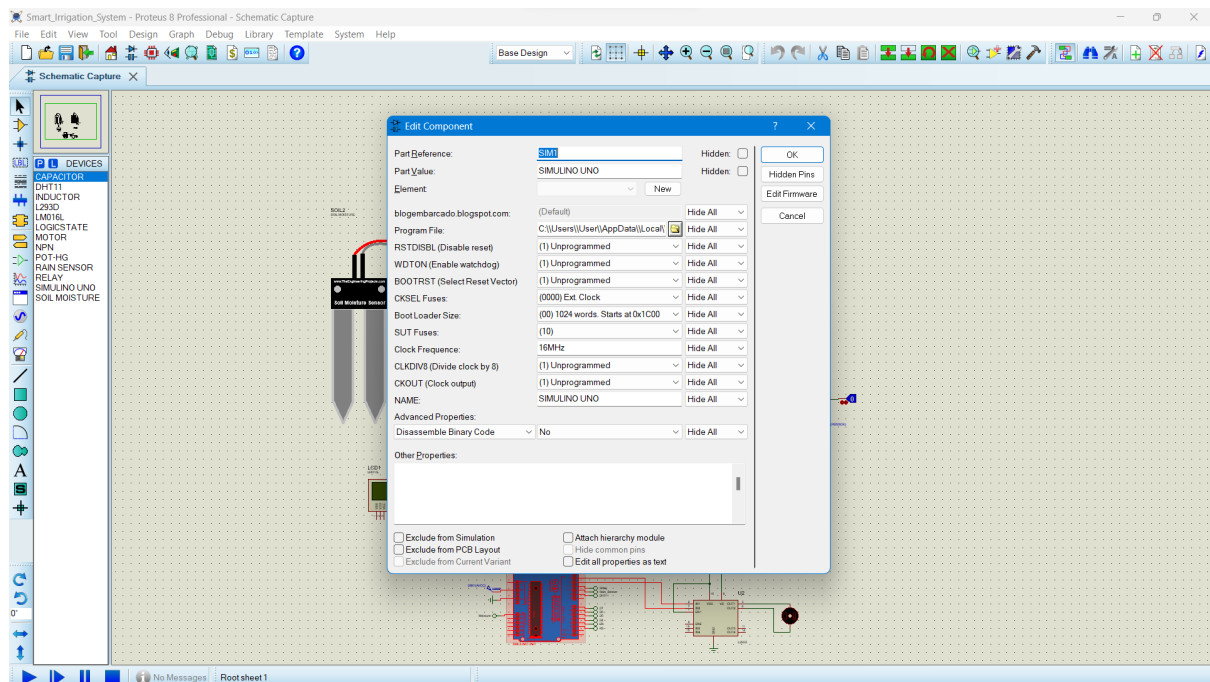 Smart_Irrigation_System - Proteus 8 Professional - Schematic Capture
File Edit View Tool Design Graph Debug Library Template System Help
Base Design
Schematic Capture
Edit Component
Part Reference: SIM1 Hidden:
Part Value: SIMULINO UNO Hidden:
Element: New
blogembarcado.blogspot.com: (Default) Hide All
Program File: C:\\Users\\User\\AppData\\Local\ Hide All
RSTDISBL (Disable reset) (1) Unprogrammed Hide All
WDTON (Enable watchdog) (1) Unprogrammed Hide All
BOOTRST (Select Reset Vector) (1) Unprogrammed Hide All
CKSEL Fuses: (0000) Ext. Clock Hide All
Boot Loader Size: (00) 1024 words. Starts at 0x1C00 Hide All
SUT Fuses: (10) Hide All
Clock Frequence: 16MHz Hide All
CLKDIV8 (Divide clock by 8) (1) Unprogrammed Hide All
CKOUT (Clock output) (1) Unprogrammed Hide All
NAME: SIMULINO UNO Hide All
Advanced Properties:
Disassemble Binary Code No Hide All
Other Properties:
Exclude from Simulation Attach hierarchy module
Exclude from PCB Layout Hide common pins
Exclude from Current Variant Edit all properties as text
OK
Hidden Pins
Edit Firmware
Cancel
P L DEVICES
CAPACITOR
DHT11
INDUCTOR
L293D
LM016L
LOGICSTATE
MOTOR
NPN
POT-HG
RAIN SENSOR
RELAY
SIMULINO UNO
SOIL MOISTURE
SOIL2
www.TheEngineeringProjects.com
Soil Moisture Sensor
LCD1
U2
0°
No Messages
Root sheet 1